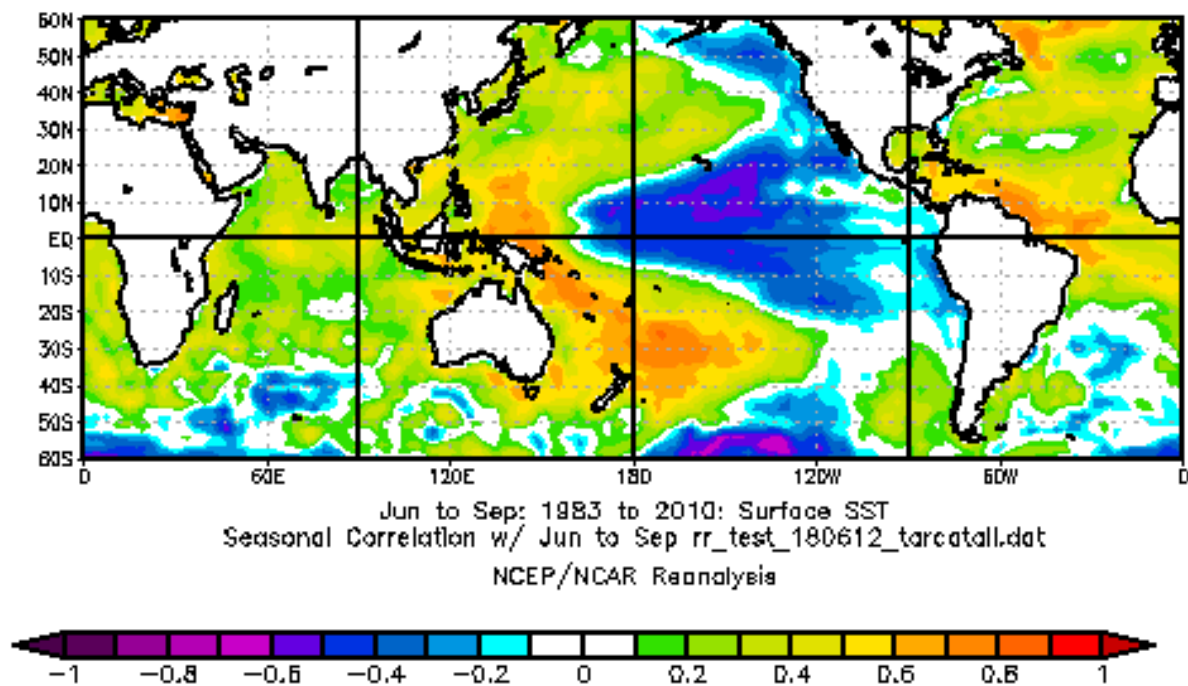 60N
50N
40N
30N
20N
10N
EQ
10S
20S
30S
40S
50S
60S
0 60E 120E 180 120W 60W 0
Jun to Sep: 1983 to 2010: Surface SST
Seasonal Correlation w/ Jun to Sep rr_test_180612_tarcatall.dat
NCEP/NCAR Reanalysis
-1 -0.8 -0.6 -0.4 -0.2 0 0.2 0.4 0.6 0.8 1